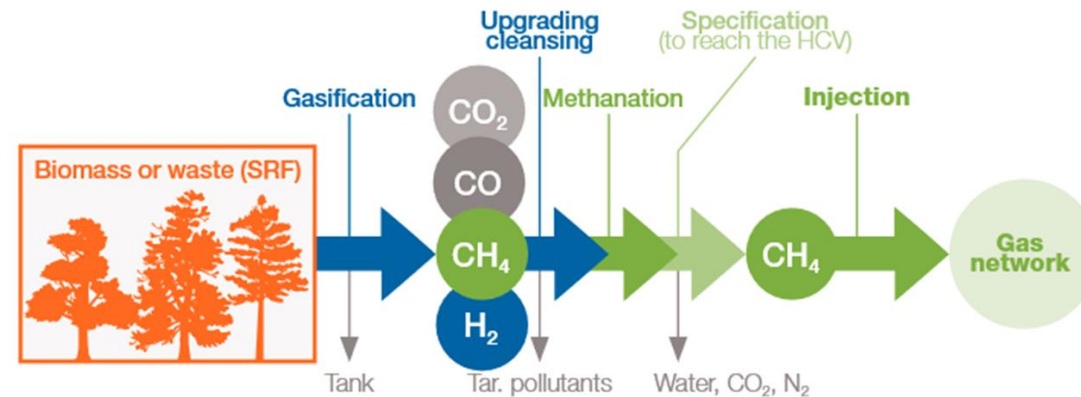 Upgrading
cleansing
Specification
(to reach the HCV)
Gasification
Methanation
Injection
Biomass or waste (SRF)
CO₂
CO
CH₄
H₂
CH₄
Gas
network
Tank
Tar. pollutants
Water, CO₂, N₂